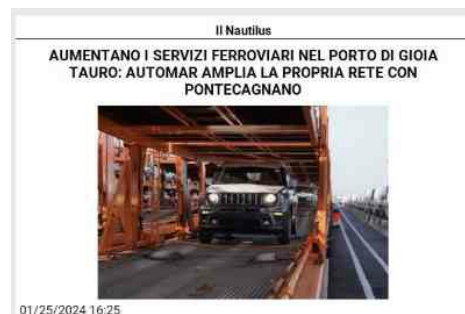 Il Nautilus
AUMENTANO I SERVIZI FERROVIARI NEL PORTO DI GIOIA
TAURO: AUTOMAR AMPLIA LA PROPRIA RETE CON
PONTECAGNANO
01/25/2024 16:25